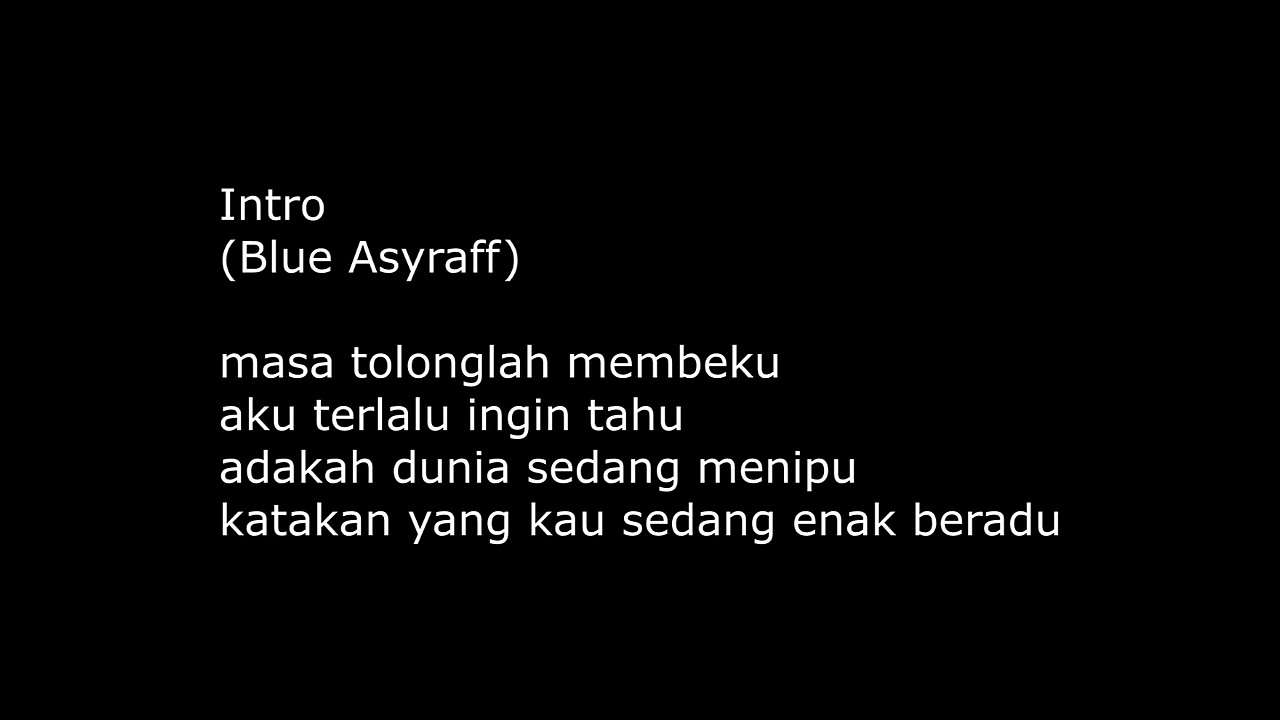 Intro
(Blue Asyraff)
masa tolonglah membeku
aku terlalu ingin tahu
adakah dunia sedang menipu
katakan yang kau sedang enak beradu